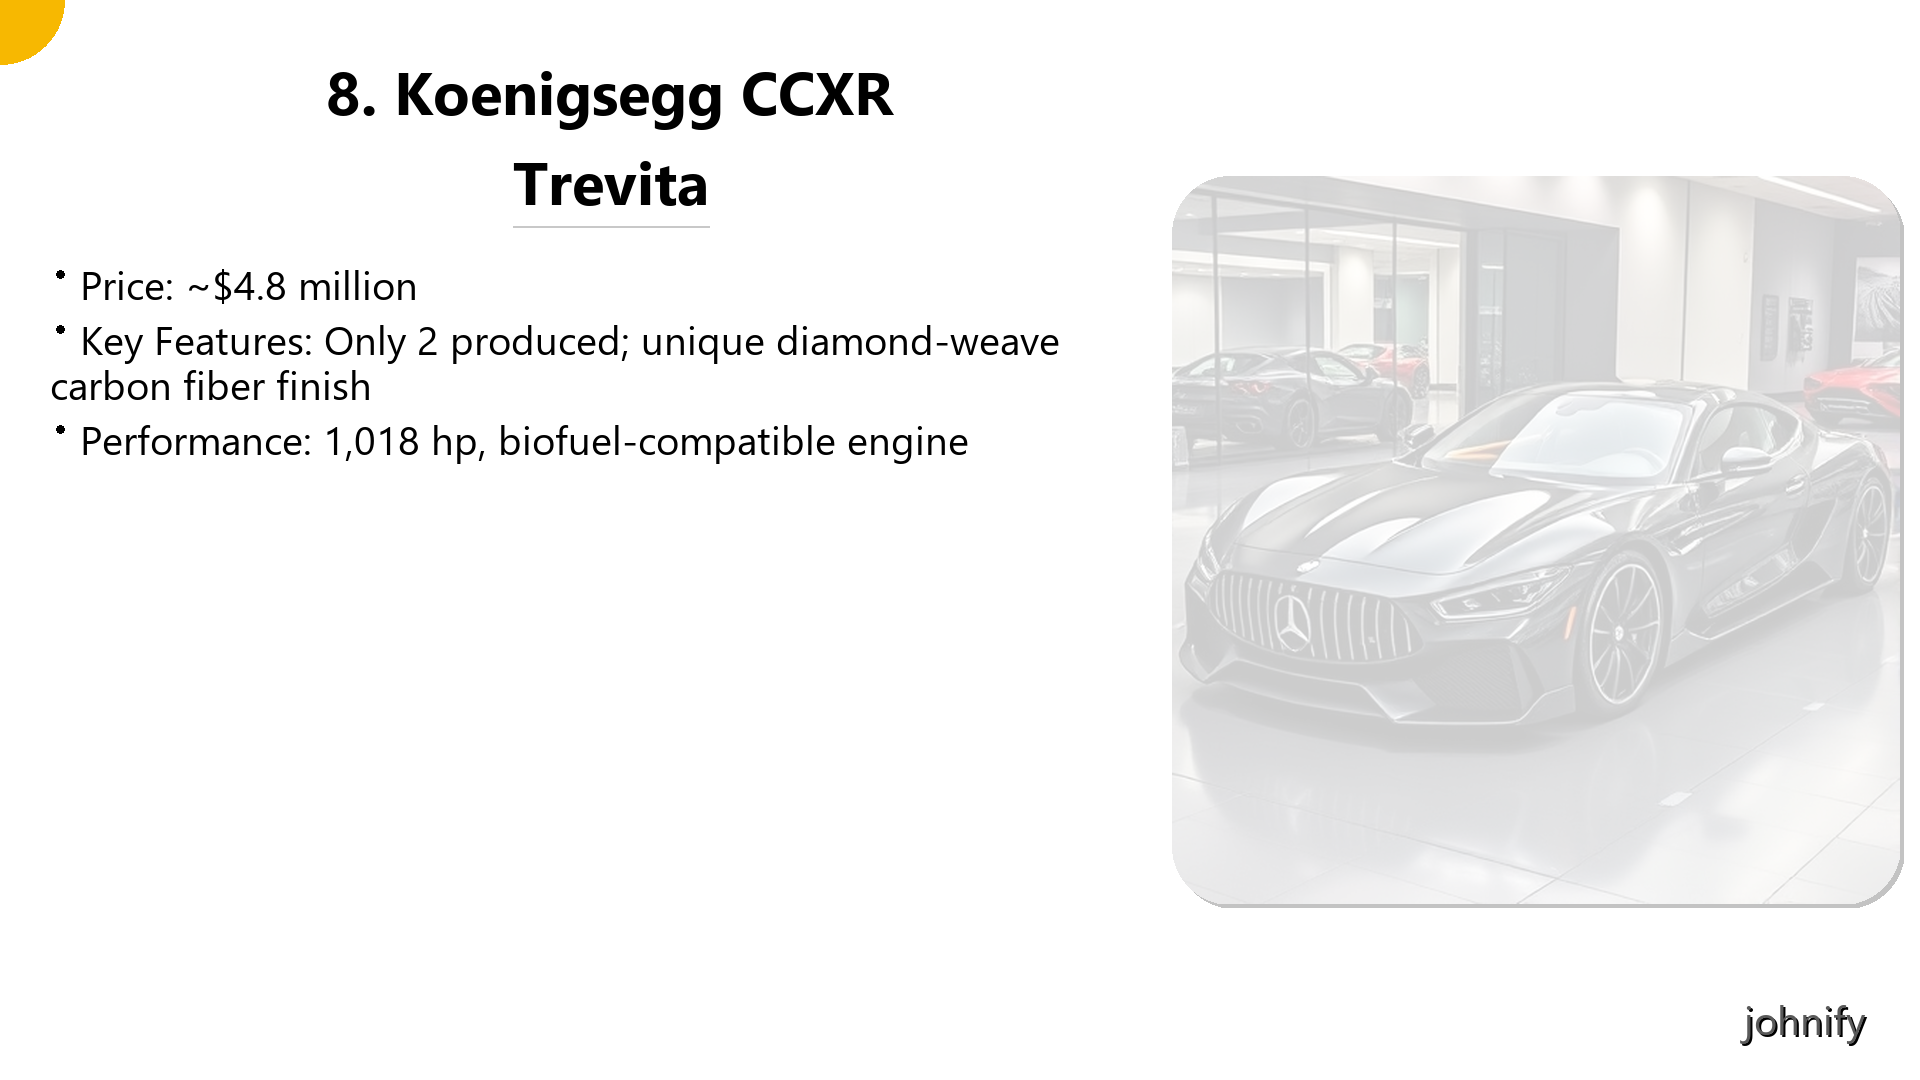 8. Koenigsegg CCXR
Trevita
• Price: ~$4.8 million
• Key Features: Only 2 produced; unique diamond-weave
carbon fiber finish
• Performance: 1,018 hp, biofuel-compatible engine
johnify